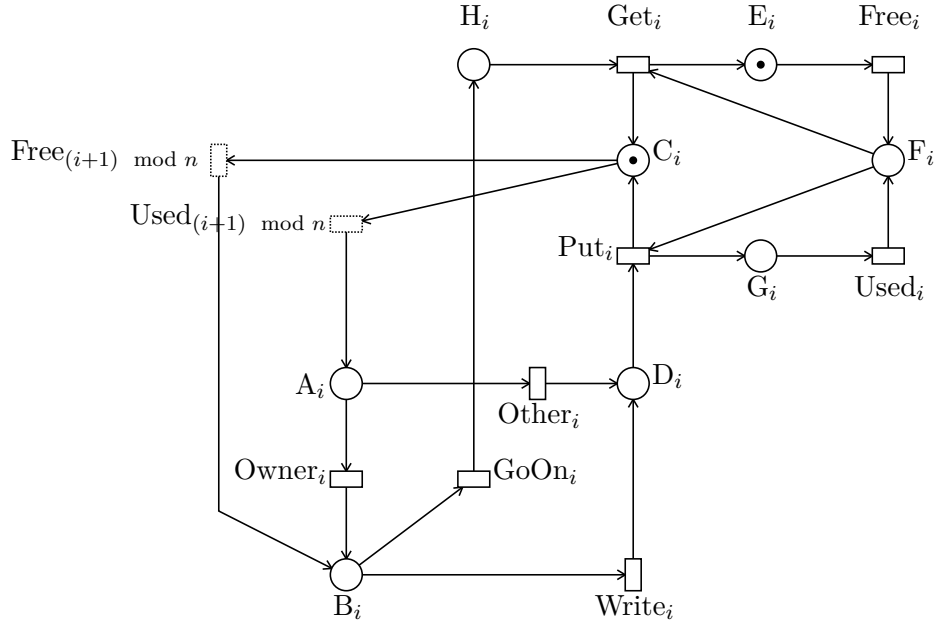 H_i Get_i E_i Free_i
Free_{(i+1) mod n} C_i F_i
Used_{(i+1) mod n}
Put_i G_i Used_i
A_i D_i
Other_i
Owner_i GoOn_i
B_i Write_i